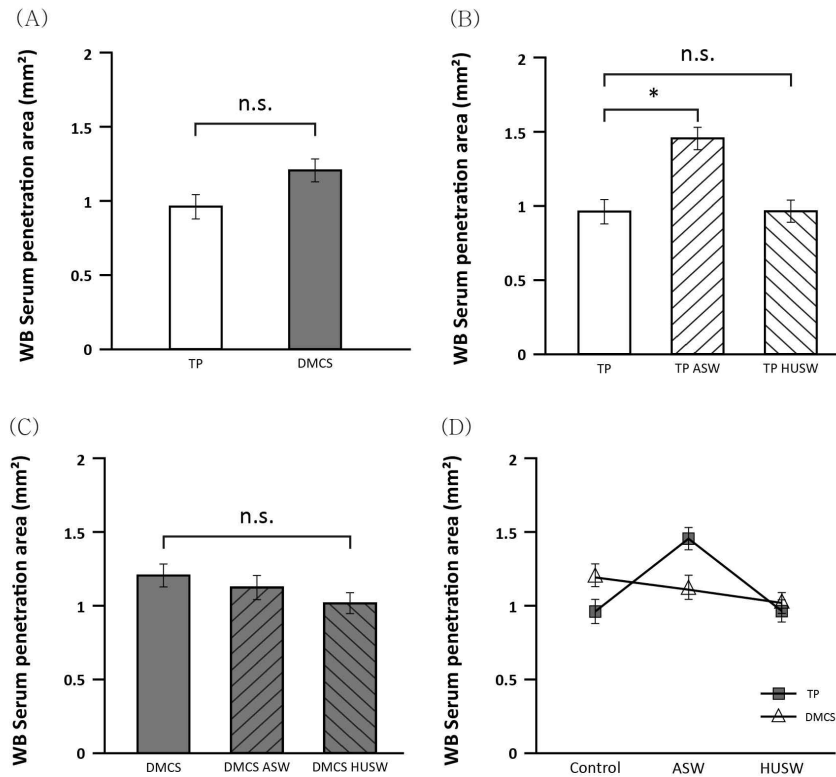 (A)
WB Serum penetration area (mm²)
2
1.5
1
0.5
0
n.s.
TP
DMCS
(B)
WB Serum penetration area (mm²)
2
1.5
1
0.5
0
n.s.
*
TP
TP ASW
TP HUSW
(C)
WB Serum penetration area (mm²)
2
1.5
1
0.5
0
n.s.
DMCS
DMCS ASW
DMCS HUSW
(D)
WB Serum penetration area (mm²)
2
1.5
1
0.5
0
Control
ASW
HUSW
TP
DMCS